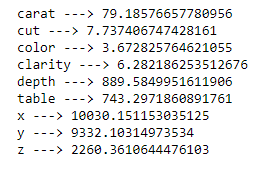 carat ---> 79.18576657780956
cut ---> 7.737406747428161
color ---> 3.672825764621055
clarity ---> 6.282186253512676
depth ---> 889.5849951611906
table ---> 743.2971860891761
x ---> 10030.151153035125
y ---> 9332.10314973534
z ---> 2260.3610644476103